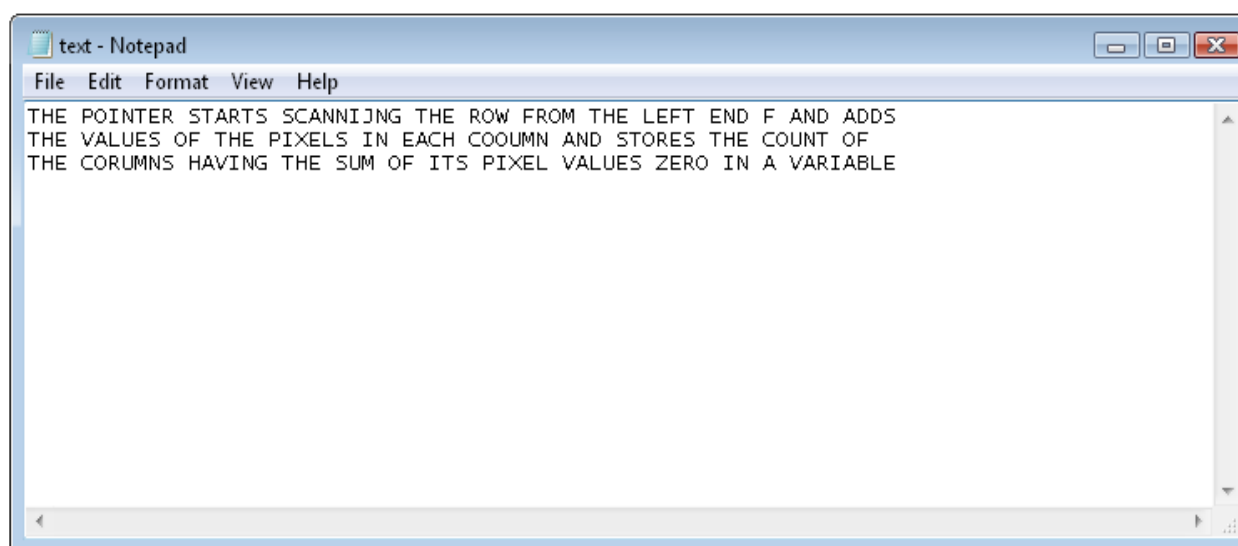 text - Notepad
File Edit Format View Help
THE POINTER STARTS SCANNIJNG THE ROW FROM THE LEFT END F AND ADDS
THE VALUES OF THE PIXELS IN EACH COOUMN AND STORES THE COUNT OF
THE CORUMNS HAVING THE SUM OF ITS PIXEL VALUES ZERO IN A VARIABLE